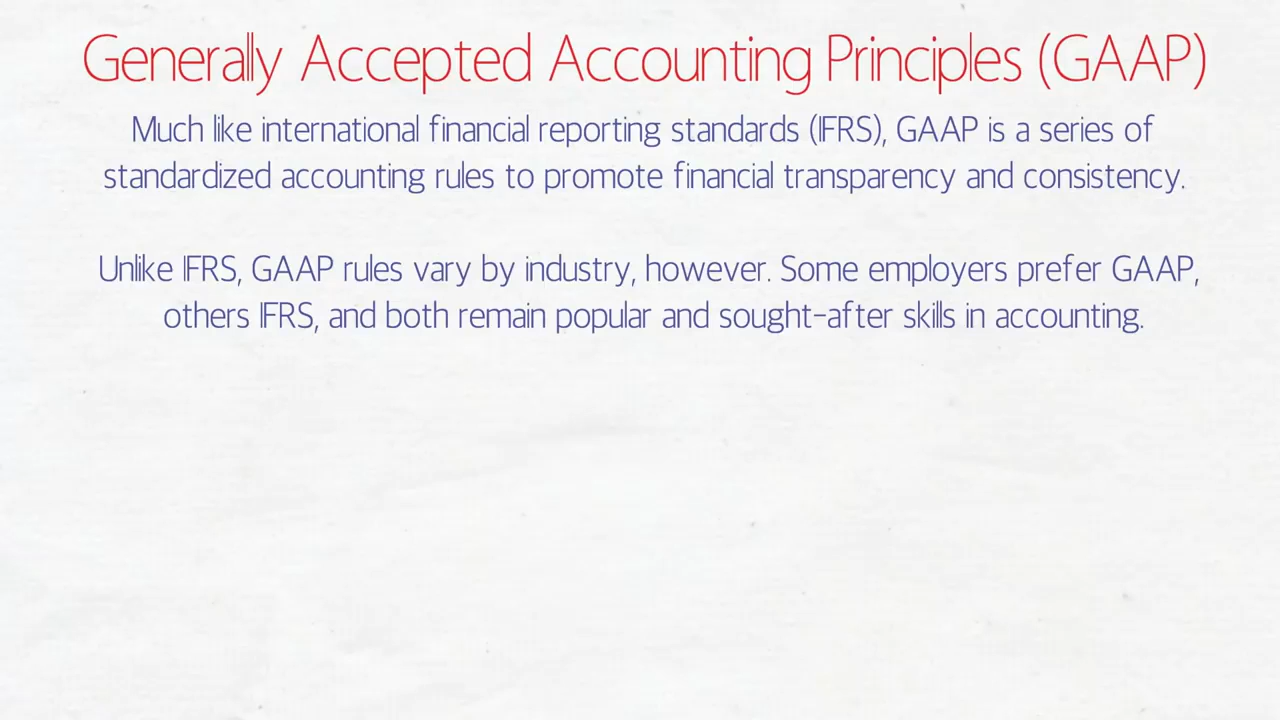 Generally Accepted Accounting Principles (GAAP)
Much like international financial reporting standards (IFRS), GAAP is a series of
standardized accounting rules to promote financial transparency and consistency.
Unlike IFRS, GAAP rules vary by industry, however. Some employers prefer GAAP,
others IFRS, and both remain popular and sought-after skills in accounting.